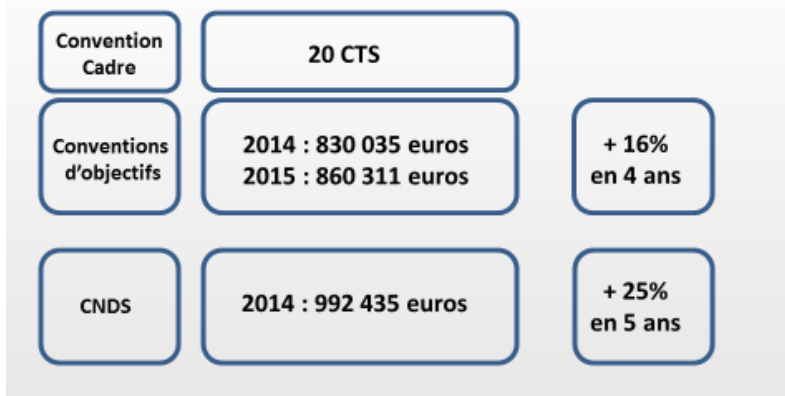 Convention
Cadre
20 CTS
Conventions
d'objectifs
2014 : 830 035 euros
2015 : 860 311 euros
+ 16%
en 4 ans
CNDS
2014 : 992 435 euros
+ 25%
en 5 ans